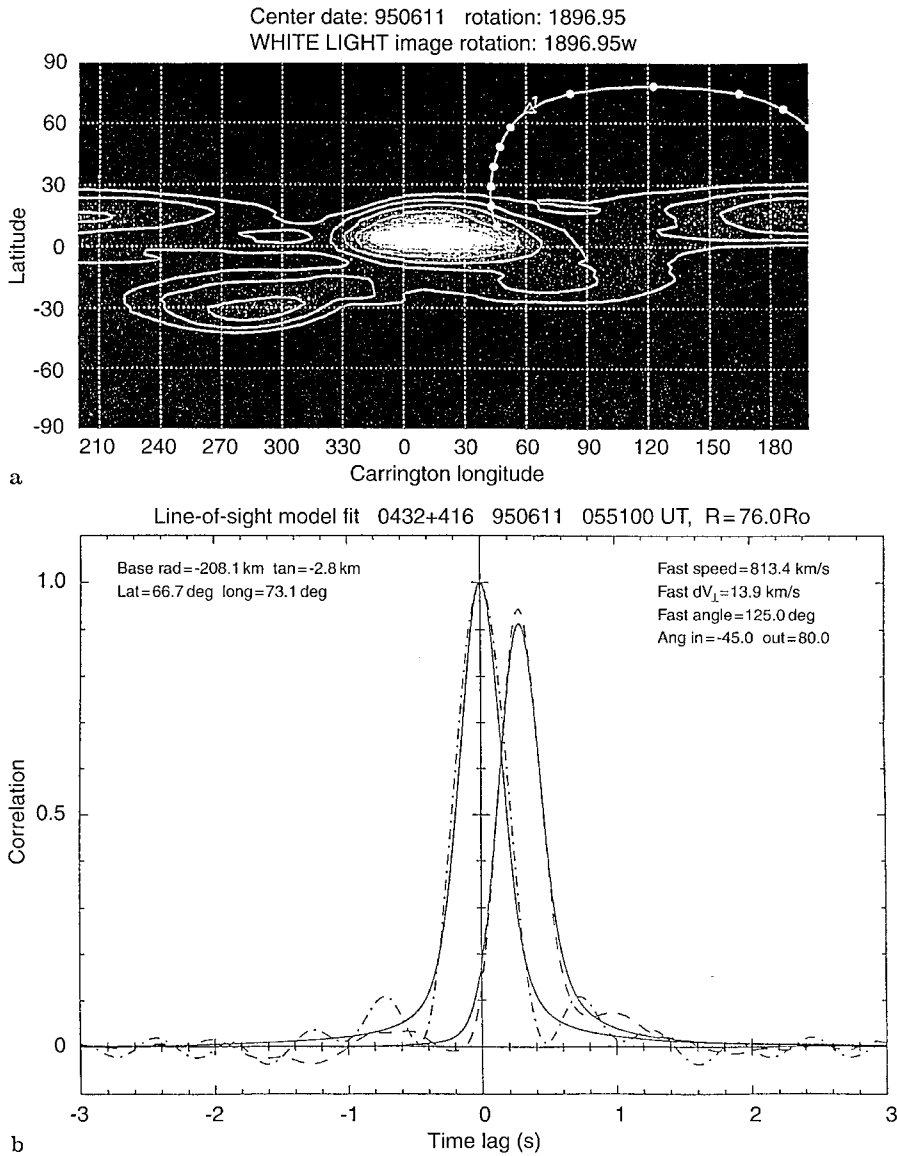 Center date: 950611 rotation: 1896.95
WHITE LIGHT image rotation: 1896.95w
90
60
30
0
-30
-60
-90
Latitude
1
210 240 270 300 330 0 30 60 90 120 150 180
Carrington longitude
a
Line-of-sight model fit 0432+416 950611 055100 UT, R=76.0Ro
Base rad=-208.1 km tan=-2.8 km
Lat=66.7 deg long=73.1 deg
Fast speed=813.4 km/s
Fast dV⊥=13.9 km/s
Fast angle=125.0 deg
Ang in=-45.0 out=80.0
1.0
0.5
0
Correlation
-3 -2 -1 0 1 2 3
Time lag (s)
b